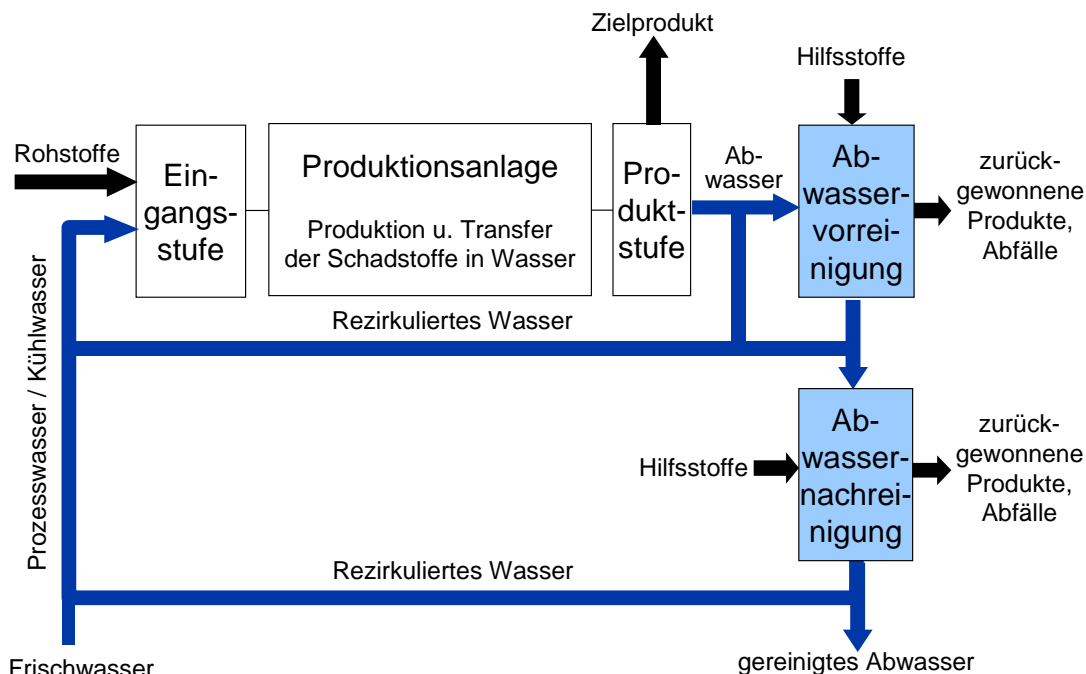 Zielprodukt
Hilfsstoffe
Rohstoffe
Ein-
gangs-
stufe
Produktionsanlage
Produktion u. Transfer
der Schadstoffe in Wasser
Pro-
dukt-
stufe
Ab-
wasser
Ab-
wasser-
vorrei-
nigung
zurück-
gewonnene
Produkte,
Abfälle
Rezirkuliertes Wasser
Prozesswasser / Kühlwasser
Hilfsstoffe
Ab-
wasser-
nachrei-
nigung
zurück-
gewonnene
Produkte,
Abfälle
Rezirkuliertes Wasser
Frischwasser
gereinigtes Abwasser